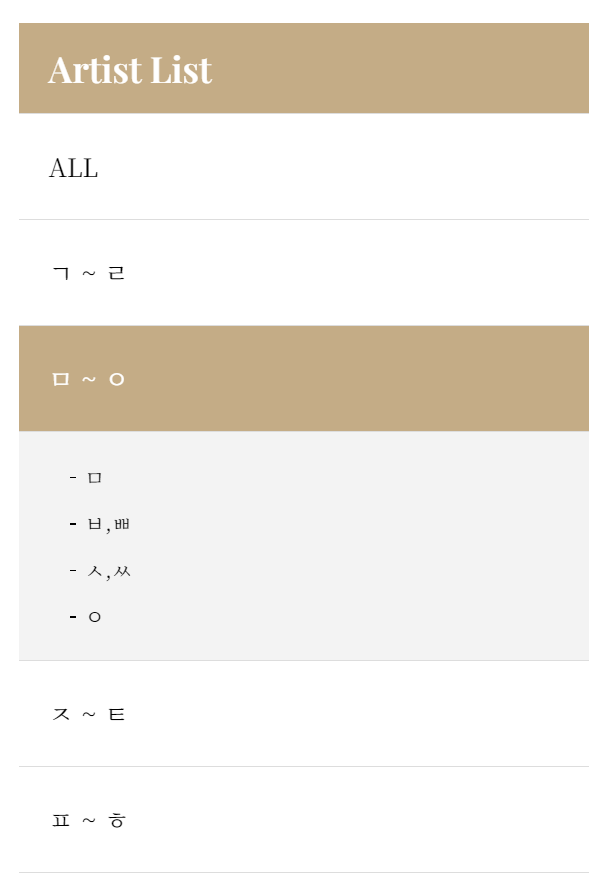 Artist List
ALL
ㄱ ~ ㄹ
ㅁ ~ ㅇ
- ㅁ
- ㅂ,ㅃ
- ㅅ,ㅆ
- ㅇ
ㅈ ~ ㅌ
ㅍ ~ ㅎ